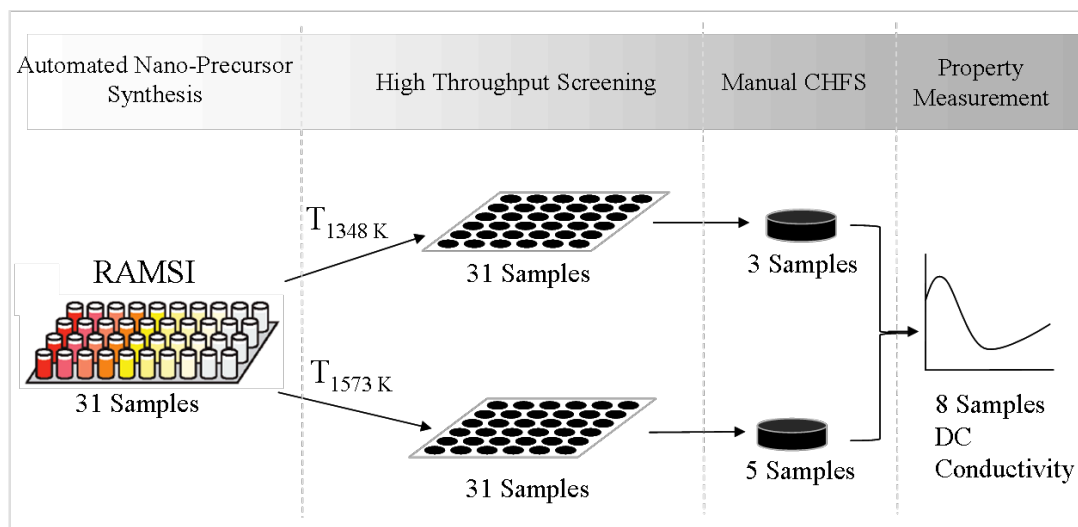 Automated Nano-Precursor
Synthesis
High Throughput Screening
Manual CHFS
Property
Measurement
RAMSI
31 Samples
T1348 K
31 Samples
3 Samples
T1573 K
31 Samples
5 Samples
8 Samples
DC
Conductivity